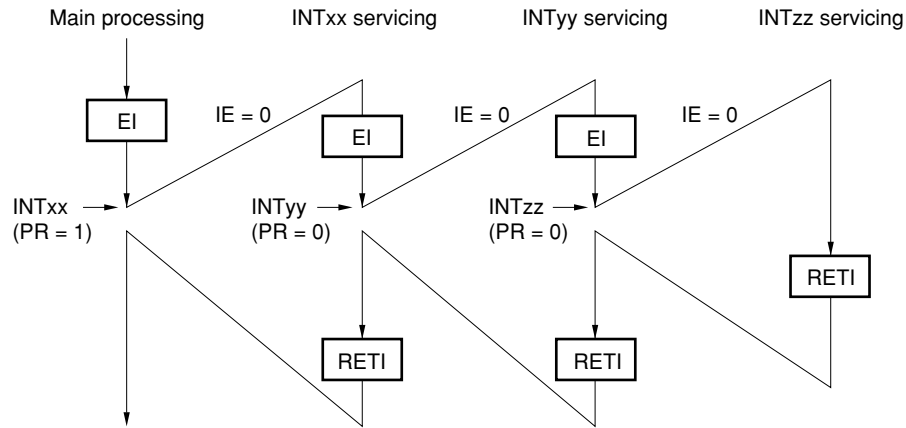 Main processing
INTxx servicing
INTyy servicing
INTzz servicing
EI
IE = 0
EI
IE = 0
EI
IE = 0
INTxx
(PR = 1)
INTyy
(PR = 0)
INTzz
(PR = 0)
RETI
RETI
RETI